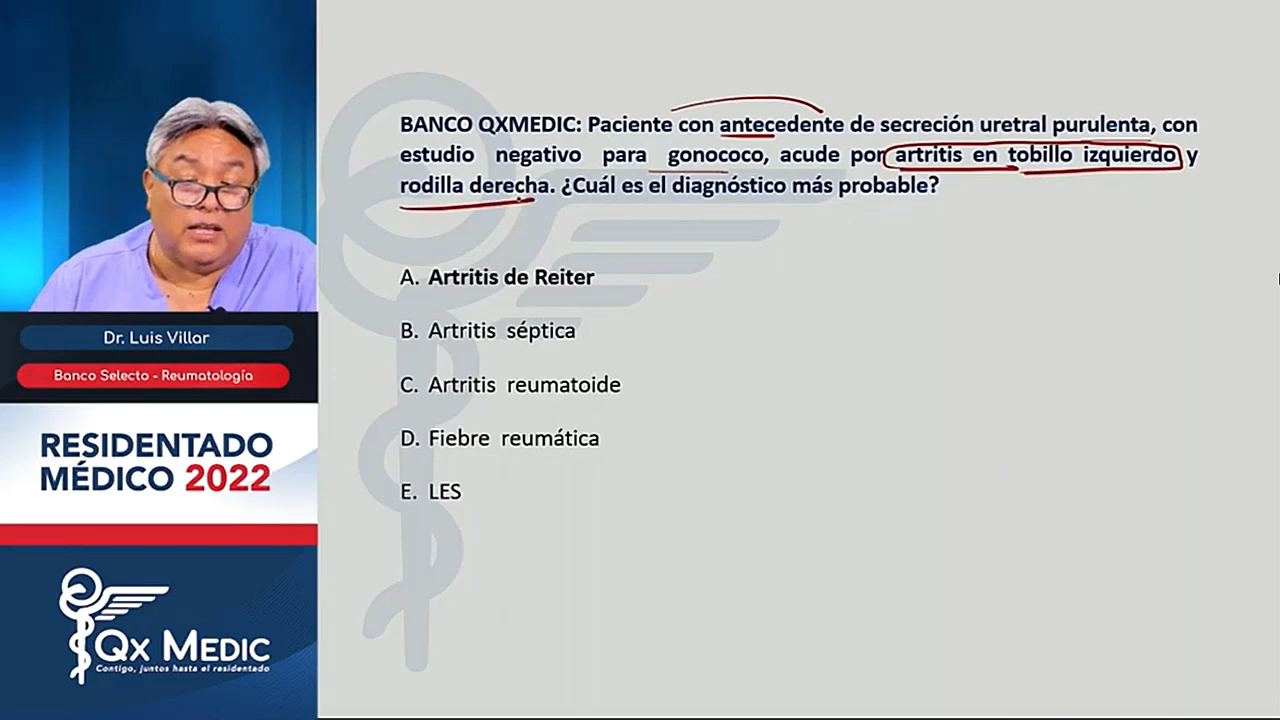 BANCO QXMEDIC: Paciente con antecedente de secreción uretral purulenta, con
estudio negativo para gonococo, acude por artritis en tobillo izquierdo y
rodilla derecha. ¿Cuál es el diagnóstico más probable?
A. Artritis de Reiter
B. Artritis séptica
C. Artritis reumatoide
D. Fiebre reumática
E. LES
Dr. Luis Villar
Banco Selecto - Reumatología
RESIDENTADO
MÉDICO 2022
QX MEDIC
Contigo, juntos hasta el residentado